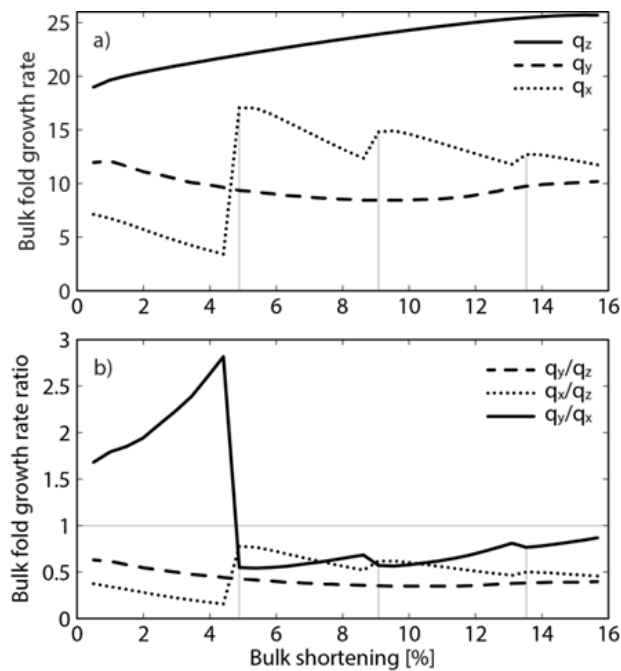 a)
Bulk fold growth rate
25
20
15
10
5
0
q_z
q_y
q_x
0 2 4 6 8 10 12 14 16
b)
Bulk fold growth rate ratio
3
2.5
2
1.5
1
0.5
0
q_y/q_z
q_x/q_z
q_y/q_x
0 2 4 6 8 10 12 14 16
Bulk shortening [%]